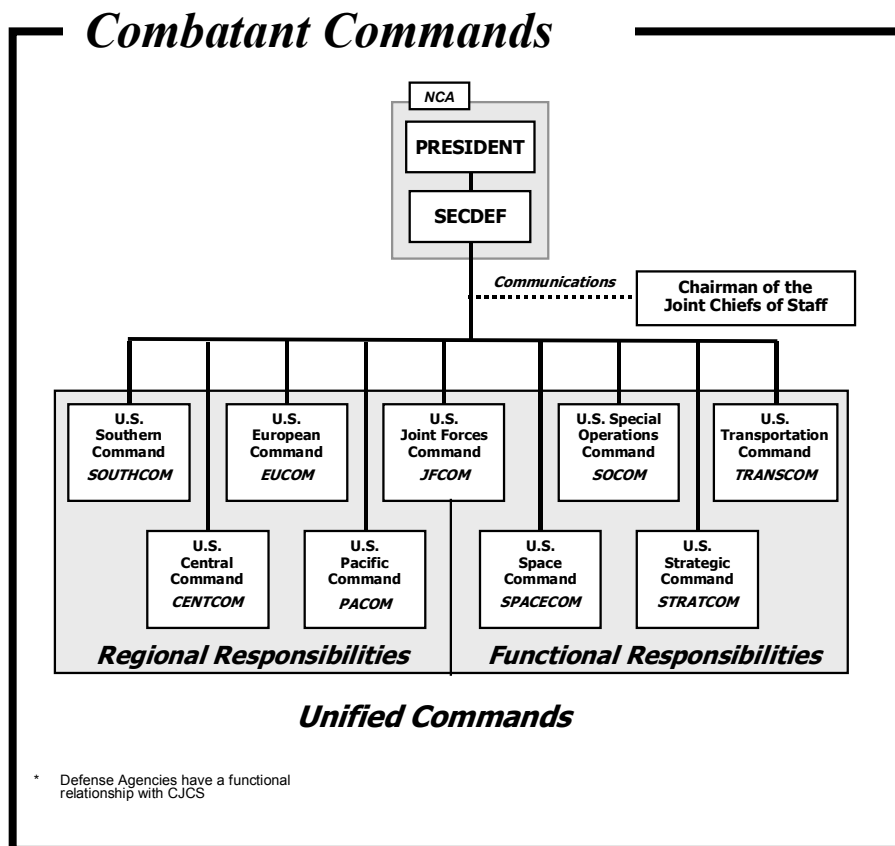 Combatant Commands
NCA
PRESIDENT
SECDEF
Communications
Chairman of the
Joint Chiefs of Staff
U.S.
Southern
Command
SOUTHCOM
U.S.
European
Command
EUCOM
U.S.
Joint Forces
Command
JFCOM
U.S. Special
Operations
Command
SOCOM
U.S.
Transportation
Command
TRANSCOM
U.S.
Central
Command
CENTCOM
U.S.
Pacific
Command
PACOM
U.S.
Space
Command
SPACECOM
U.S.
Strategic
Command
STRATCOM
Regional Responsibilities
Functional Responsibilities
Unified Commands
* Defense Agencies have a functional
relationship with CJCS